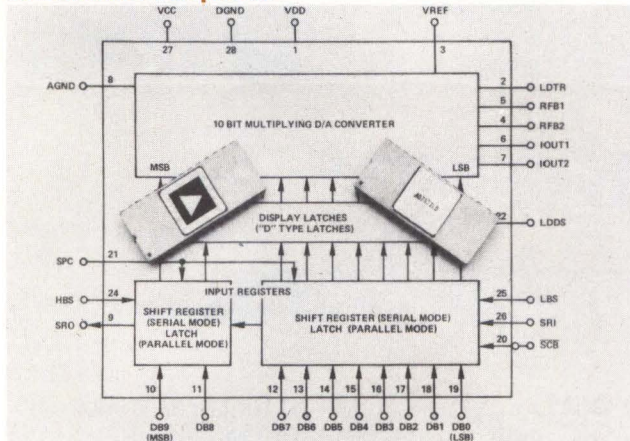 VCC DGND VDD VREF
27 28 1 3
AGND 8
2 LDTR
5 RFB1
10 BIT MULTIPLYING D/A CONVERTER
4 RFB2
6 IOUT1
7 IOUT2
MSB LSB
DISPLAY LATCHES
("D" TYPE LATCHES)
22 LDDS
SPC 21
INPUT REGISTERS
HBS 24
SRO 9
SHIFT REGISTER
(SERIAL MODE)
LATCH
(PARALLEL MODE)
SHIFT REGISTER (SERIAL MODE)
LATCH
(PARALLEL MODE)
25 LBS
26 SRI
20 SCB
10 11 12 13 14 15 16 17 18 19
DB9 DB8 DB7 DB6 DB5 DB4 DB3 DB2 DB1 DB0
(MSB) (LSB)